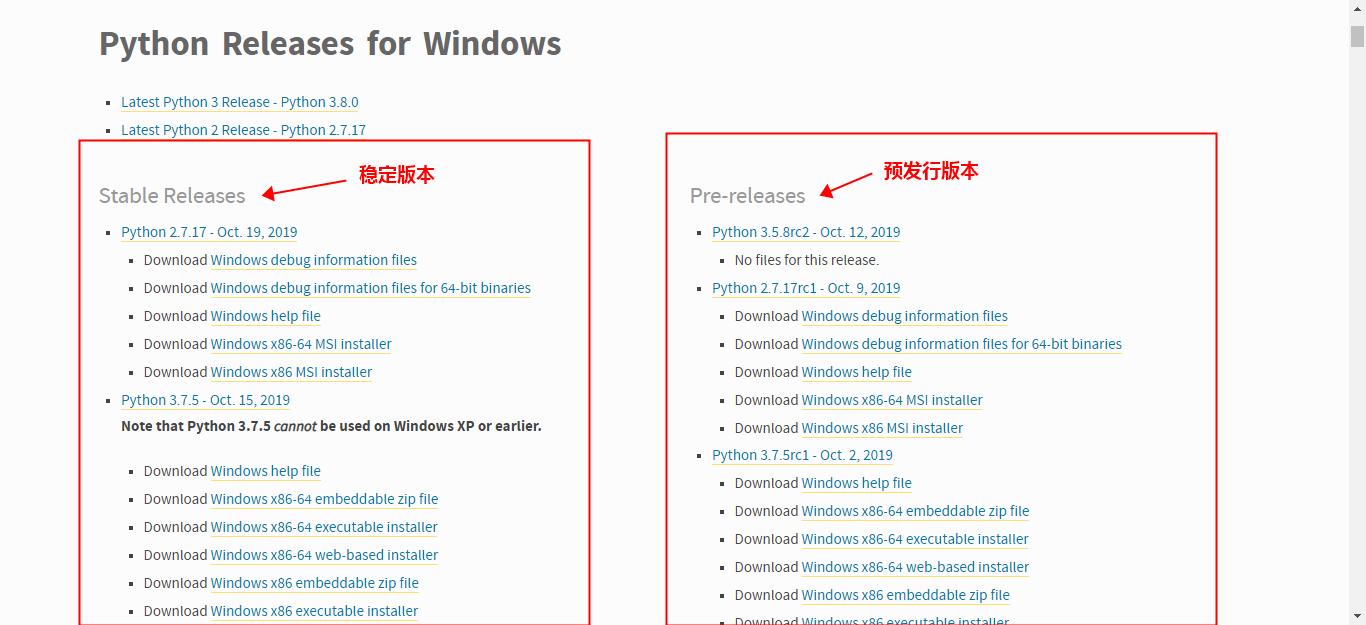 Python Releases for Windows
Latest Python 3 Release - Python 3.8.0
Latest Python 2 Release - Python 2.7.17
稳定版本
Stable Releases
Python 2.7.17 - Oct. 19, 2019
Download Windows debug information files
Download Windows debug information files for 64-bit binaries
Download Windows help file
Download Windows x86-64 MSI installer
Download Windows x86 MSI installer
Python 3.7.5 - Oct. 15, 2019
Note that Python 3.7.5 cannot be used on Windows XP or earlier.
Download Windows help file
Download Windows x86-64 embeddable zip file
Download Windows x86-64 executable installer
Download Windows x86-64 web-based installer
Download Windows x86 embeddable zip file
Download Windows x86 executable installer
预发行版本
Pre-releases
Python 3.5.8rc2 - Oct. 12, 2019
No files for this release.
Python 2.7.17rc1 - Oct. 9, 2019
Download Windows debug information files
Download Windows debug information files for 64-bit binaries
Download Windows help file
Download Windows x86-64 MSI installer
Download Windows x86 MSI installer
Python 3.7.5rc1 - Oct. 2, 2019
Download Windows help file
Download Windows x86-64 embeddable zip file
Download Windows x86-64 executable installer
Download Windows x86-64 web-based installer
Download Windows x86 embeddable zip file
Download Windows x86 executable installer